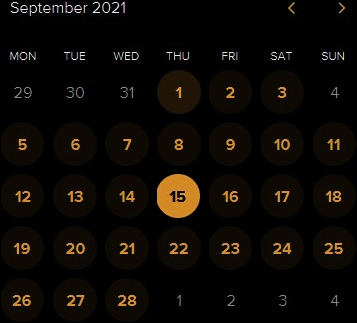 September 2021
MON TUE WED THU FRI SAT SUN
29 30 31 1 2 3 4
5 6 7 8 9 10 11
12 13 14 15 16 17 18
19 20 21 22 23 24 25
26 27 28 1 2 3 4